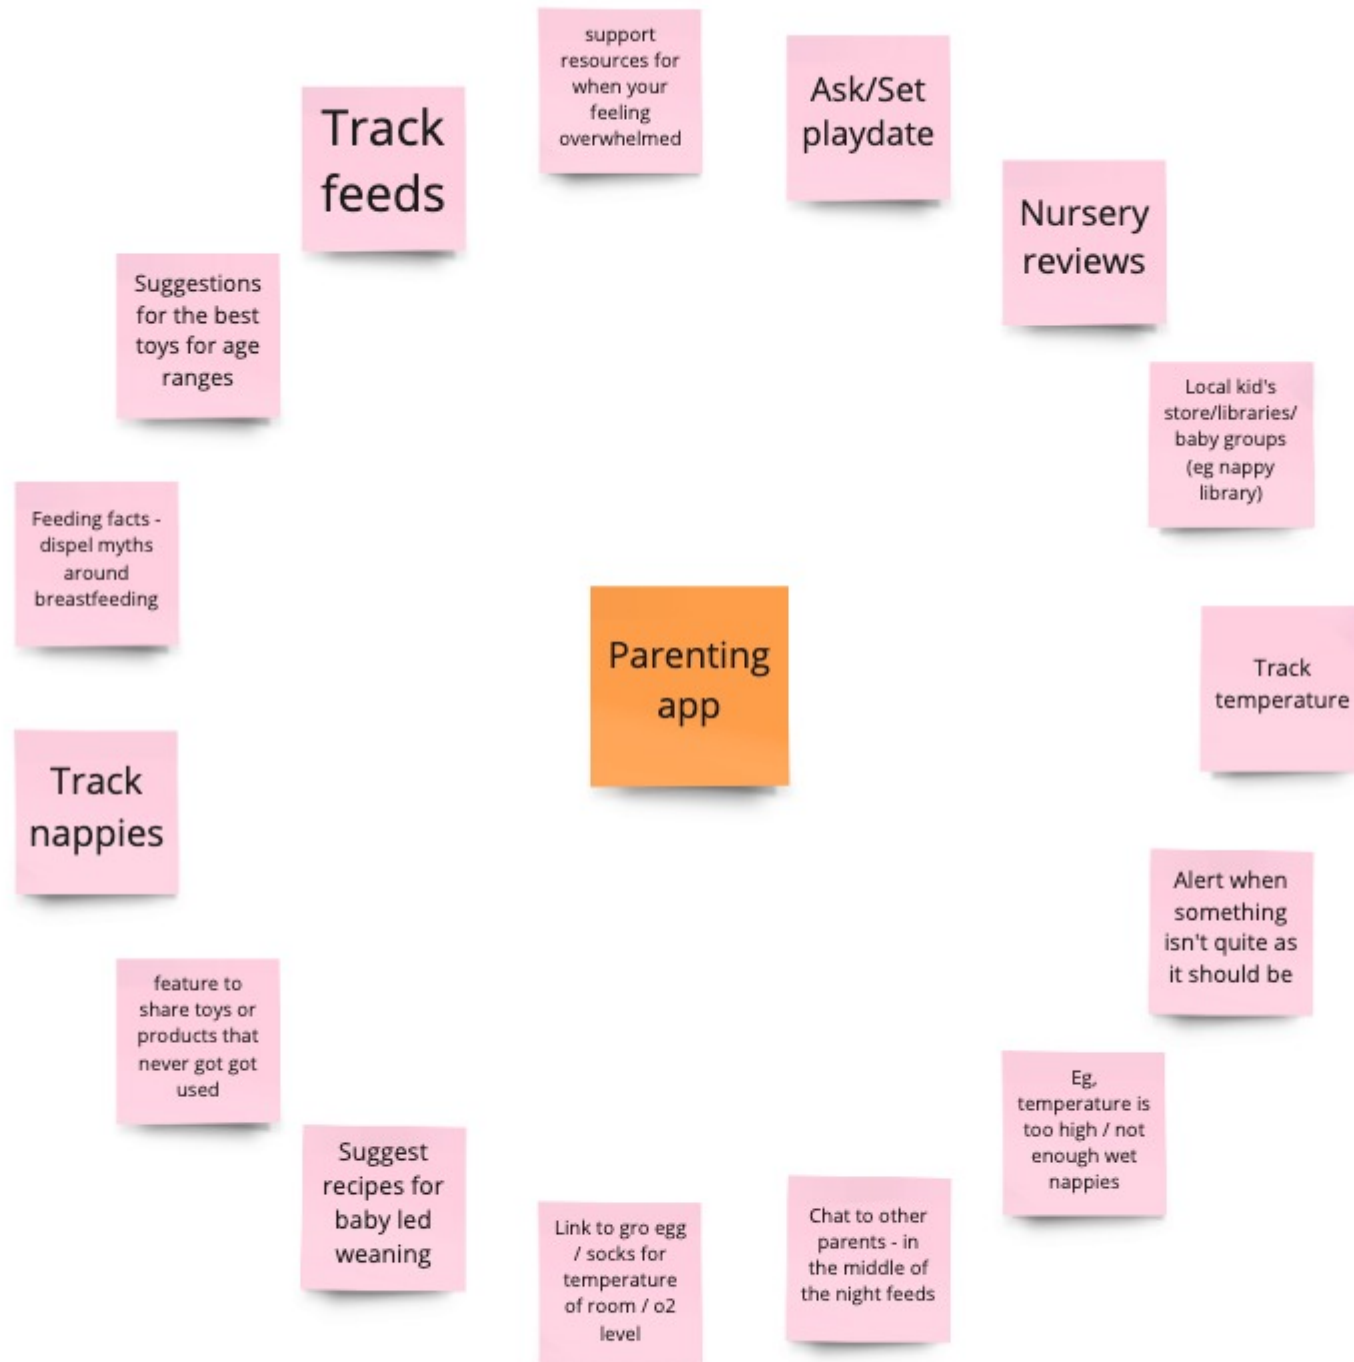 support
resources for
when your
feeling
overwhelmed
Ask/Set
playdate
Track
feeds
Nursery
reviews
Suggestions
for the best
toys for age
ranges
Local kid's
store/libraries/
baby groups
(eg nappy
library)
Feeding facts -
dispel myths
around
breastfeeding
Parenting
app
Track
temperature
Track
nappies
Alert when
something
isn't quite as
it should be
feature to
share toys or
products that
never got got
used
Eg,
temperature is
too high / not
enough wet
nappies
Suggest
recipes for
baby led
weaning
Link to gro egg
/ socks for
temperature
of room / o2
level
Chat to other
parents - in
the middle of
the night feeds